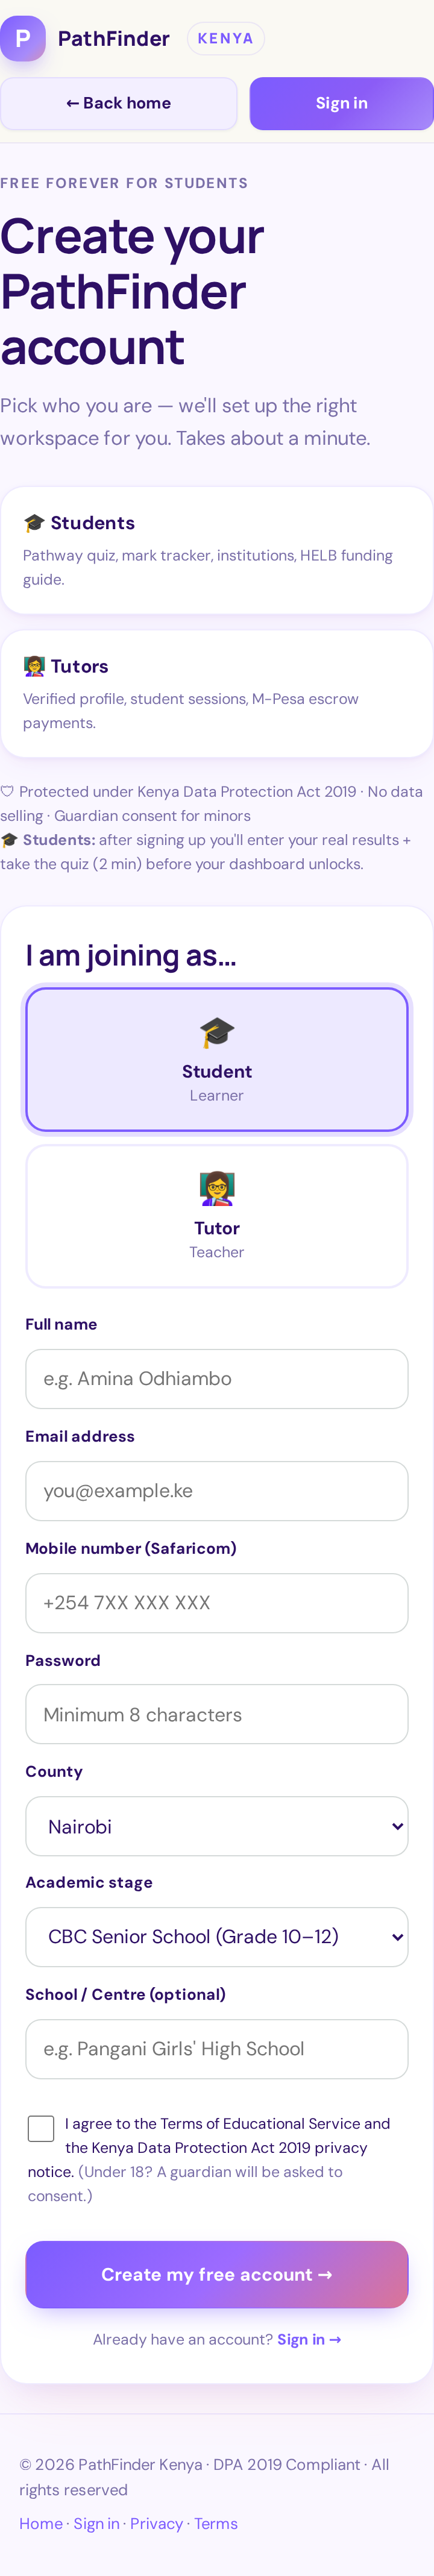 P PathFinder KENYA
← Back home Sign in
FREE FOREVER FOR STUDENTS
Create your
PathFinder
account
Pick who you are — we'll set up the right
workspace for you. Takes about a minute.
🎓 Students
Pathway quiz, mark tracker, institutions, HELB funding
guide.
👩‍🏫 Tutors
Verified profile, student sessions, M-Pesa escrow
payments.
🛡 Protected under Kenya Data Protection Act 2019 · No data
selling · Guardian consent for minors
🎓 Students: after signing up you'll enter your real results +
take the quiz (2 min) before your dashboard unlocks.
I am joining as…
🎓
Student
Learner
👩‍🏫
Tutor
Teacher
Full name
e.g. Amina Odhiambo
Email address
you@example.ke
Mobile number (Safaricom)
+254 7XX XXX XXX
Password
Minimum 8 characters
County
Nairobi
Academic stage
CBC Senior School (Grade 10–12)
School / Centre (optional)
e.g. Pangani Girls' High School
I agree to the Terms of Educational Service and
the Kenya Data Protection Act 2019 privacy
notice. (Under 18? A guardian will be asked to
consent.)
Create my free account →
Already have an account? Sign in →
© 2026 PathFinder Kenya · DPA 2019 Compliant · All
rights reserved
Home · Sign in · Privacy · Terms